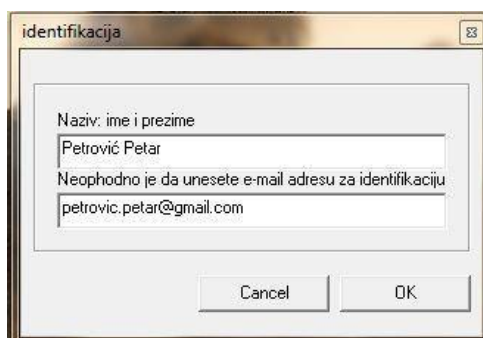 identifikacija
Naziv: ime i prezime
Petrović Petar
Neophodno je da unesete e-mail adresu za identifikaciju
petrovic.petar@gmail.com
Cancel OK